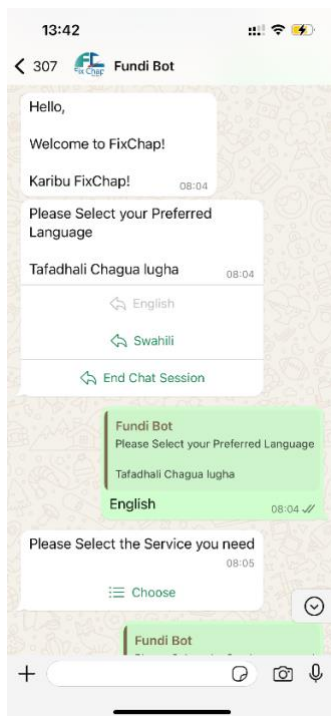 13:42
307
Fix Chap
Fundi Bot
Hello,
Welcome to FixChap!
Karibu FixChap!
08:04
Please Select your Preferred
Language
Tafadhali Chagua lugha
08:04
English
Swahili
End Chat Session
Fundi Bot
Please Select your Preferred Language
Tafadhali Chagua lugha
English
08:04
Please Select the Service you need
08:05
Choose
Fundi Bot